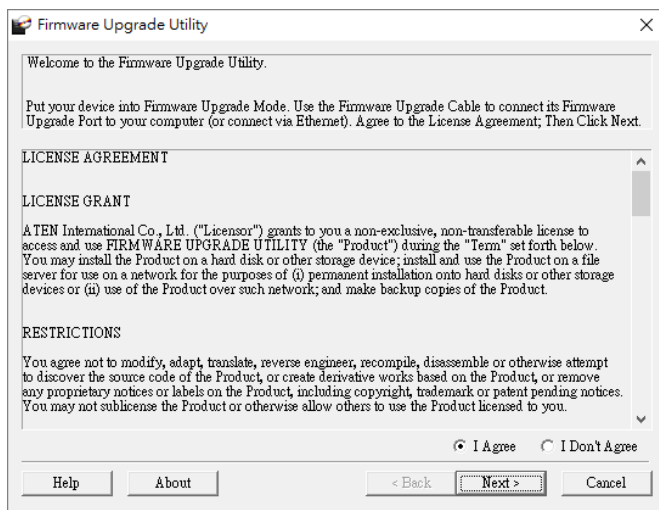 Firmware Upgrade Utility
Welcome to the Firmware Upgrade Utility.
Put your device into Firmware Upgrade Mode. Use the Firmware Upgrade Cable to connect its Firmware
Upgrade Port to your computer (or connect via Ethernet). Agree to the License Agreement; Then Click Next.
LICENSE AGREEMENT
LICENSE GRANT
ATEN International Co., Ltd. ("Licensor") grants to you a non-exclusive, non-transferable license to
access and use FIRMWARE UPGRADE UTILITY (the "Product") during the "Term" set forth below.
You may install the Product on a hard disk or other storage device; install and use the Product on a file
server for use on a network for the purposes of (i) permanent installation onto hard disks or other storage
devices or (ii) use of the Product over such network; and make backup copies of the Product.
RESTRICTIONS
You agree not to modify, adapt, translate, reverse engineer, recompile, disassemble or otherwise attempt
to discover the source code of the Product, or create derivative works based on the Product, or remove
any proprietary notices or labels on the Product, including copyright, trademark or patent pending notices.
You may not sublicense the Product or otherwise allow others to use the Product licensed to you.
I Agree I Don't Agree
Help About < Back Next > Cancel